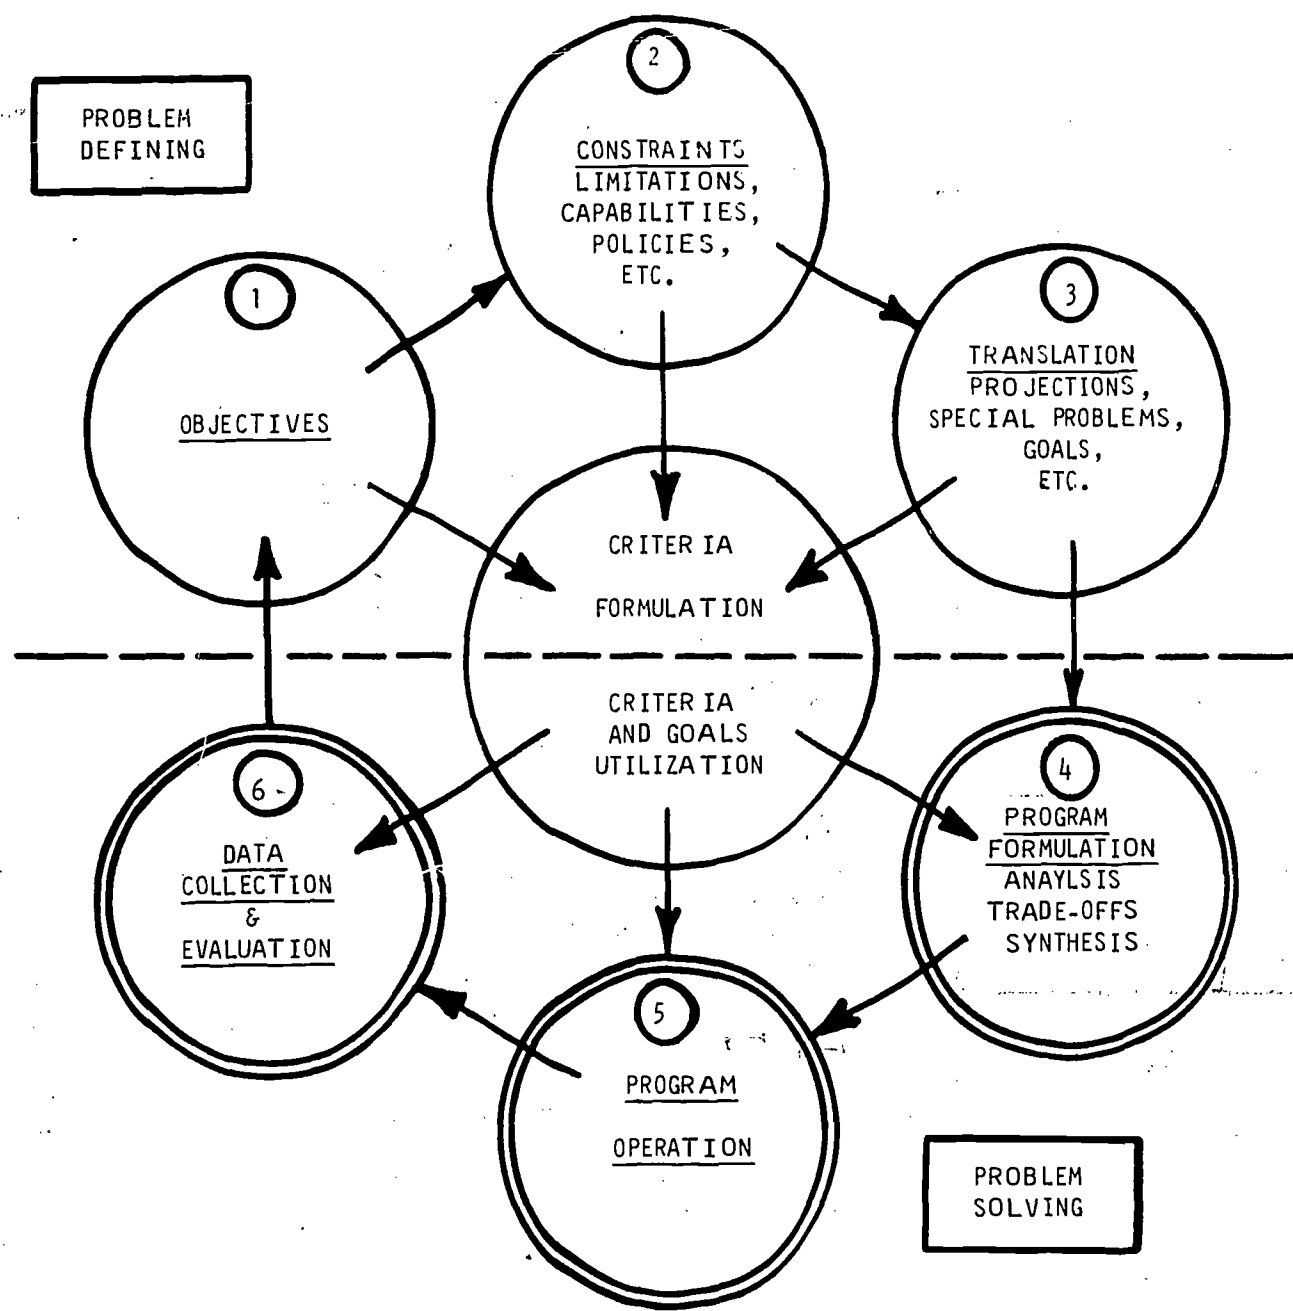 PROBLEM
DEFINING
2
CONSTRAINTS
LIMITATIONS,
CAPABILITIES,
POLICIES,
ETC.
1
OBJECTIVES
3
TRANSLATION
PROJECTIONS,
SPECIAL PROBLEMS,
GOALS,
ETC.
CRITERIA
FORMULATION
CRITERIA
AND GOALS
UTILIZATION
6
DATA
COLLECTION
&
EVALUATION
4
PROGRAM
FORMULATION
ANAYLSIS
TRADE-OFFS
SYNTHESIS
5
PROGRAM
OPERATION
PROBLEM
SOLVING